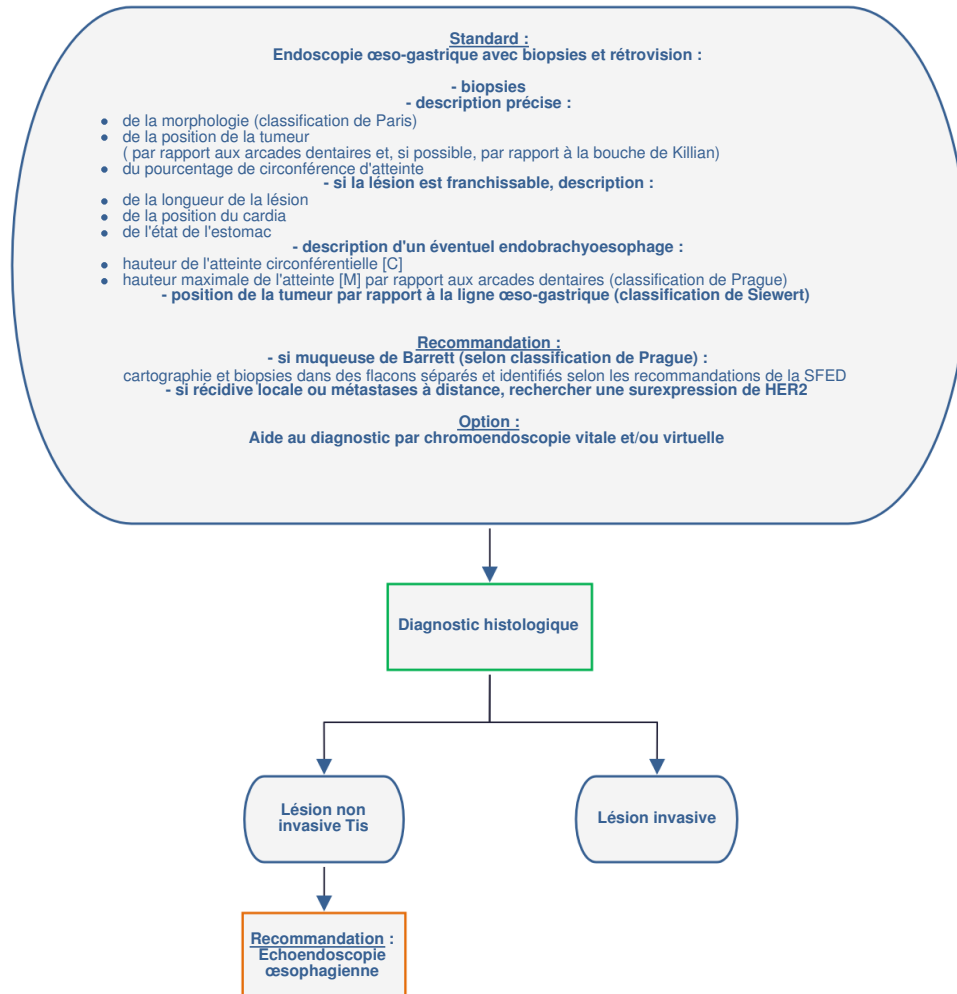 Standard :
Endoscopie œso-gastrique avec biopsies et rétrovision :
- biopsies
- description précise :
• de la morphologie (classification de Paris)
• de la position de la tumeur
( par rapport aux arcades dentaires et, si possible, par rapport à la bouche de Killian)
• du pourcentage de circonférence d'atteinte
- si la lésion est franchissable, description :
• de la longueur de la lésion
• de la position du cardia
• de l'état de l'estomac
- description d'un éventuel endobrachyoesophage :
• hauteur de l'atteinte circonférentielle [C]
• hauteur maximale de l'atteinte [M] par rapport aux arcades dentaires (classification de Prague)
- position de la tumeur par rapport à la ligne œso-gastrique (classification de Siewert)
Recommandation :
- si muqueuse de Barrett (selon classification de Prague) :
cartographie et biopsies dans des flacons séparés et identifiés selon les recommandations de la SFED
- si récidive locale ou métastases à distance, rechercher une surexpression de HER2
Option :
Aide au diagnostic par chromoendoscopie vitale et/ou virtuelle
Diagnostic histologique
Lésion non
invasive Tis
Lésion invasive
Recommandation :
Echoendoscopie
œsophagienne